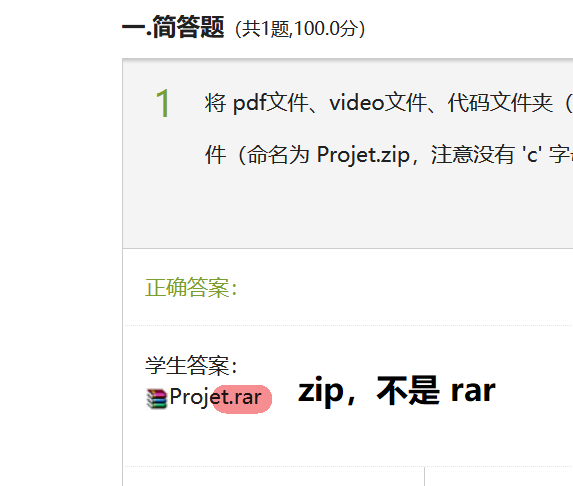 一.简答题（共1题,100.0分）
1 将 pdf文件、video文件、代码文件夹（
件（命名为 Projet.zip，注意没有 'c' 字
正确答案：
学生答案：
Projet.rar zip，不是 rar